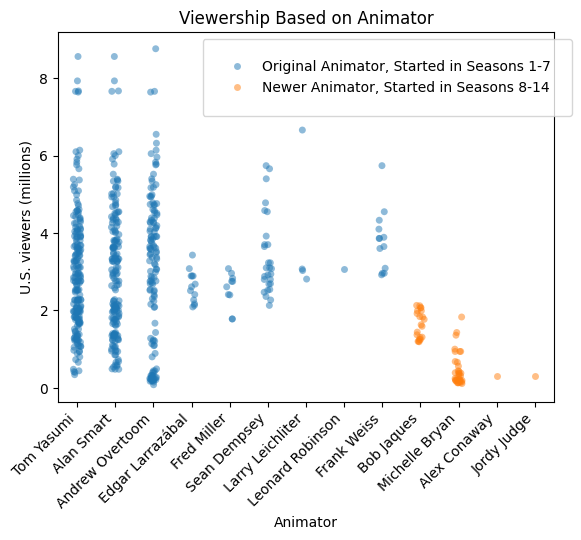 Viewership Based on Animator
Original Animator, Started in Seasons 1-7
Newer Animator, Started in Seasons 8-14
U.S. viewers (millions)
8
6
4
2
0
Tom Yasumi
Alan Smart
Andrew Overtoom
Edgar Larrazábal
Fred Miller
Sean Dempsey
Larry Leichliter
Leonard Robinson
Frank Weiss
Bob Jaques
Michelle Bryan
Alex Conaway
Jordy Judge
Animator